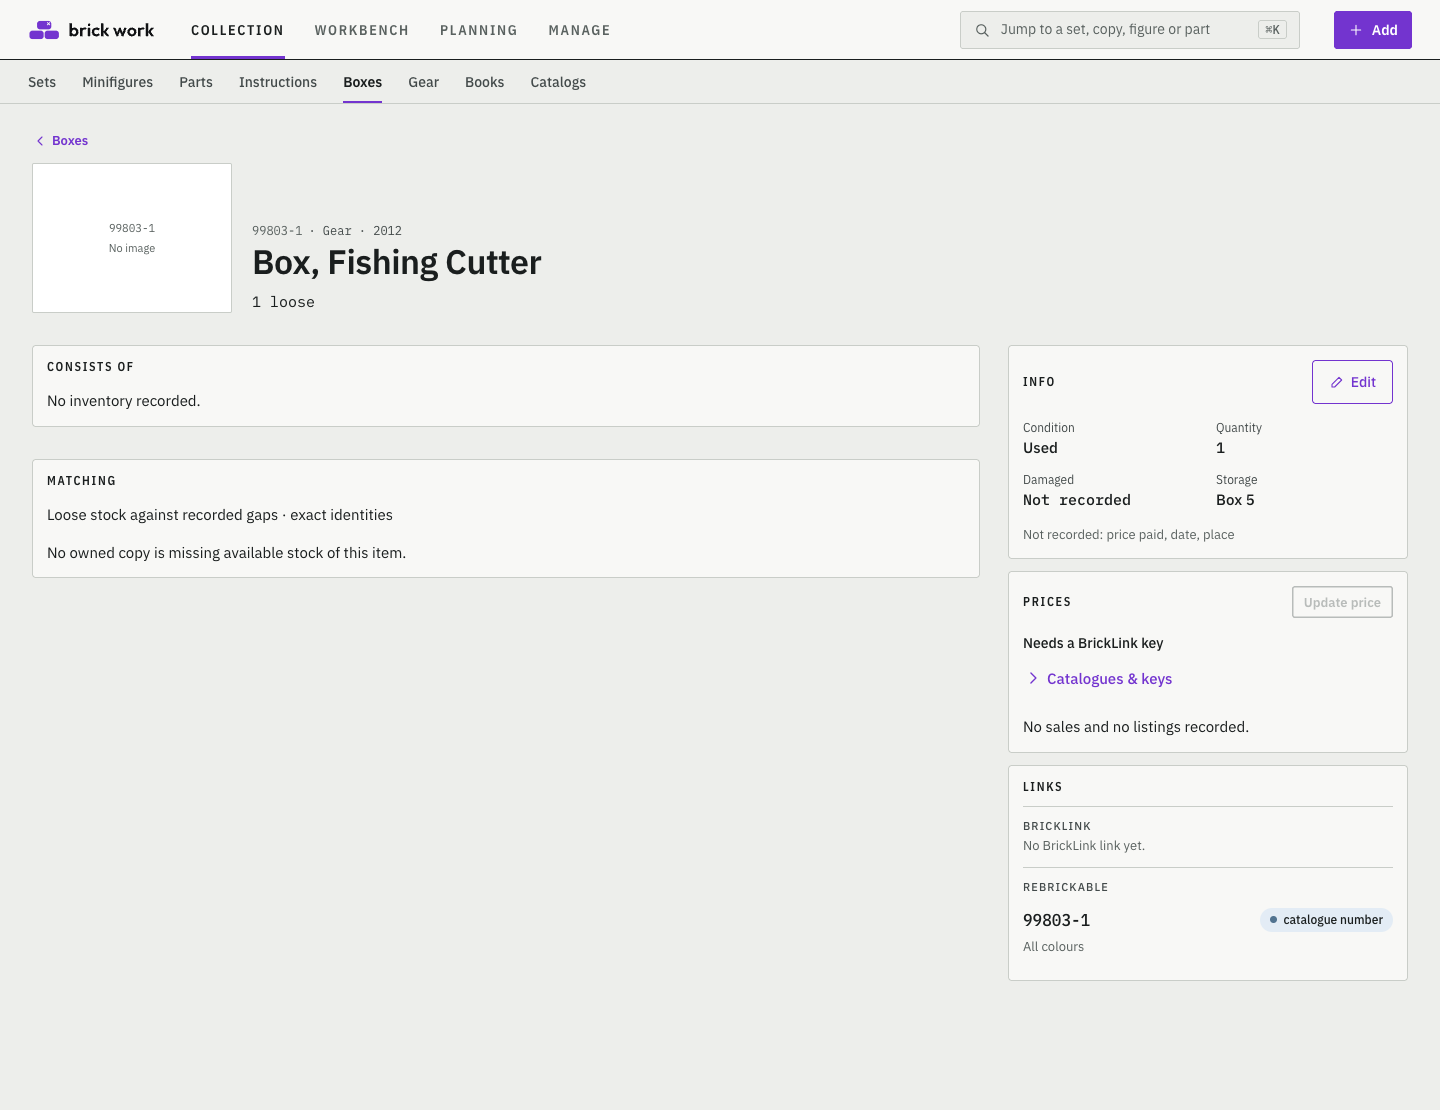 brick work
COLLECTION
WORKBENCH
PLANNING
MANAGE
Jump to a set, copy, figure or part
⌘K
Add
Sets
Minifigures
Parts
Instructions
Boxes
Gear
Books
Catalogs
Boxes
99803-1
No image
99803-1 · Gear · 2012
Box, Fishing Cutter
1 loose
CONSISTS OF
No inventory recorded.
MATCHING
Loose stock against recorded gaps · exact identities
No owned copy is missing available stock of this item.
INFO
Edit
Condition
Used
Quantity
1
Damaged
Not recorded
Storage
Box 5
Not recorded: price paid, date, place
PRICES
Update price
Needs a BrickLink key
Catalogues & keys
No sales and no listings recorded.
LINKS
BRICKLINK
No BrickLink link yet.
REBRICKABLE
99803-1
catalogue number
All colours